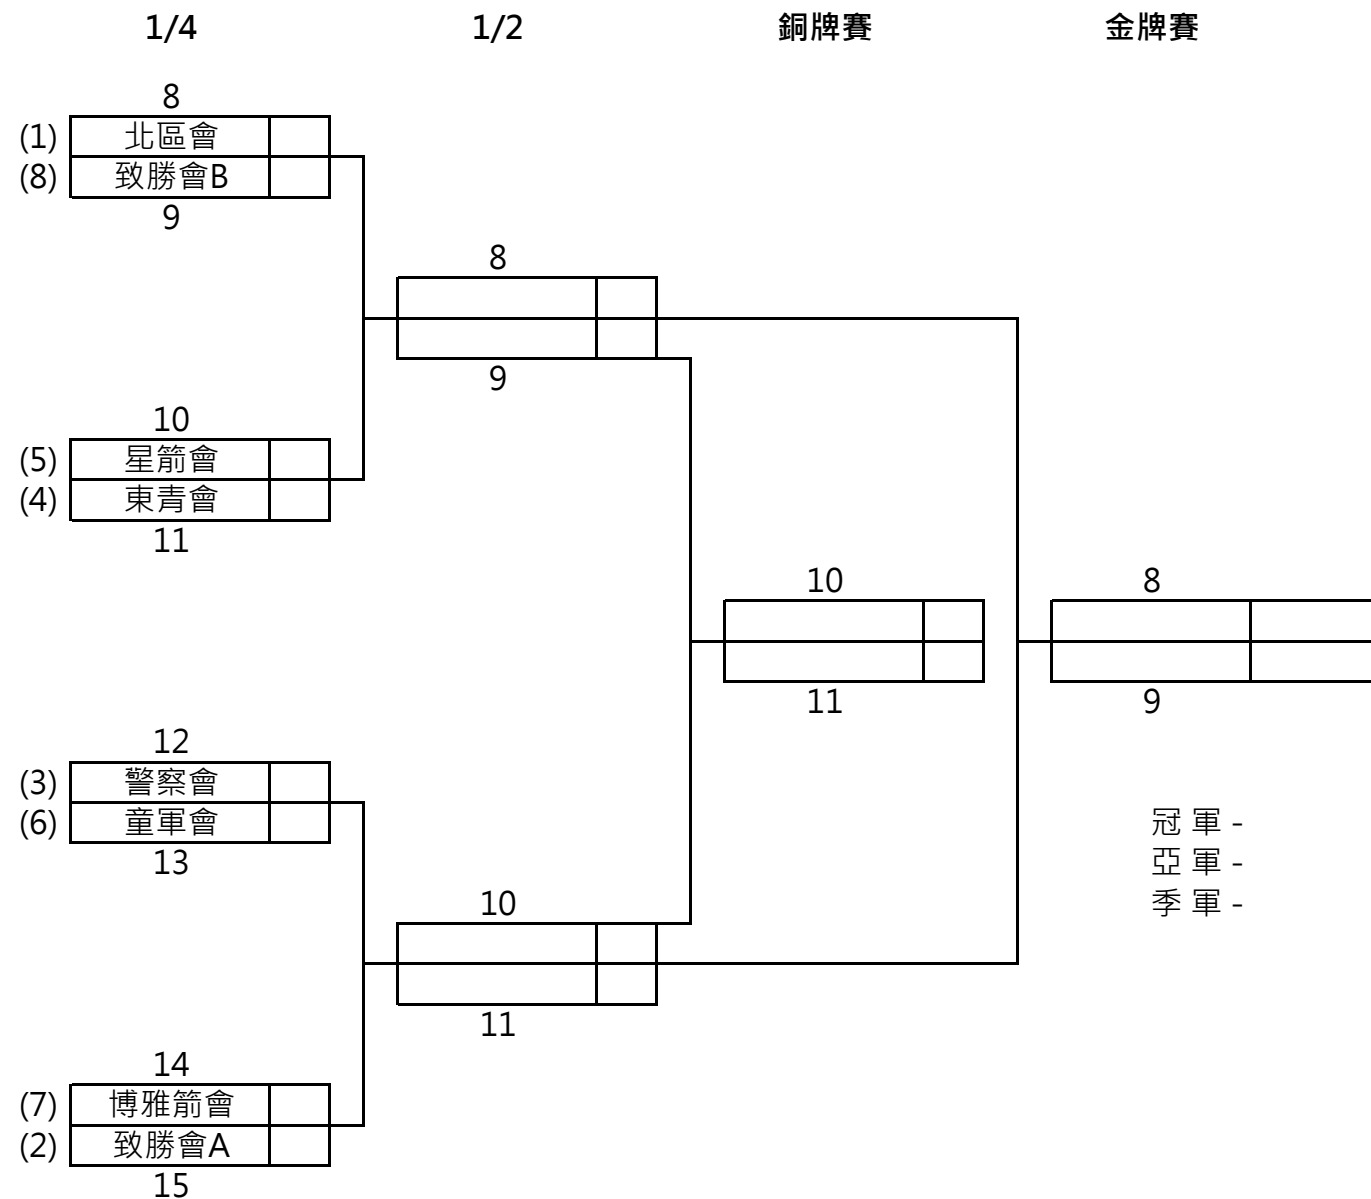 1/4 1/2 銅牌賽 金牌賽
8
(1) 北區會
(8) 致勝會B
9
8
9
10
(5) 星箭會
(4) 東青會
11
10 8
11 9
12
(3) 警察會
(6) 童軍會
13
冠 軍 -
亞 軍 -
季 軍 -
10
11
14
(7) 博雅箭會
(2) 致勝會A
15